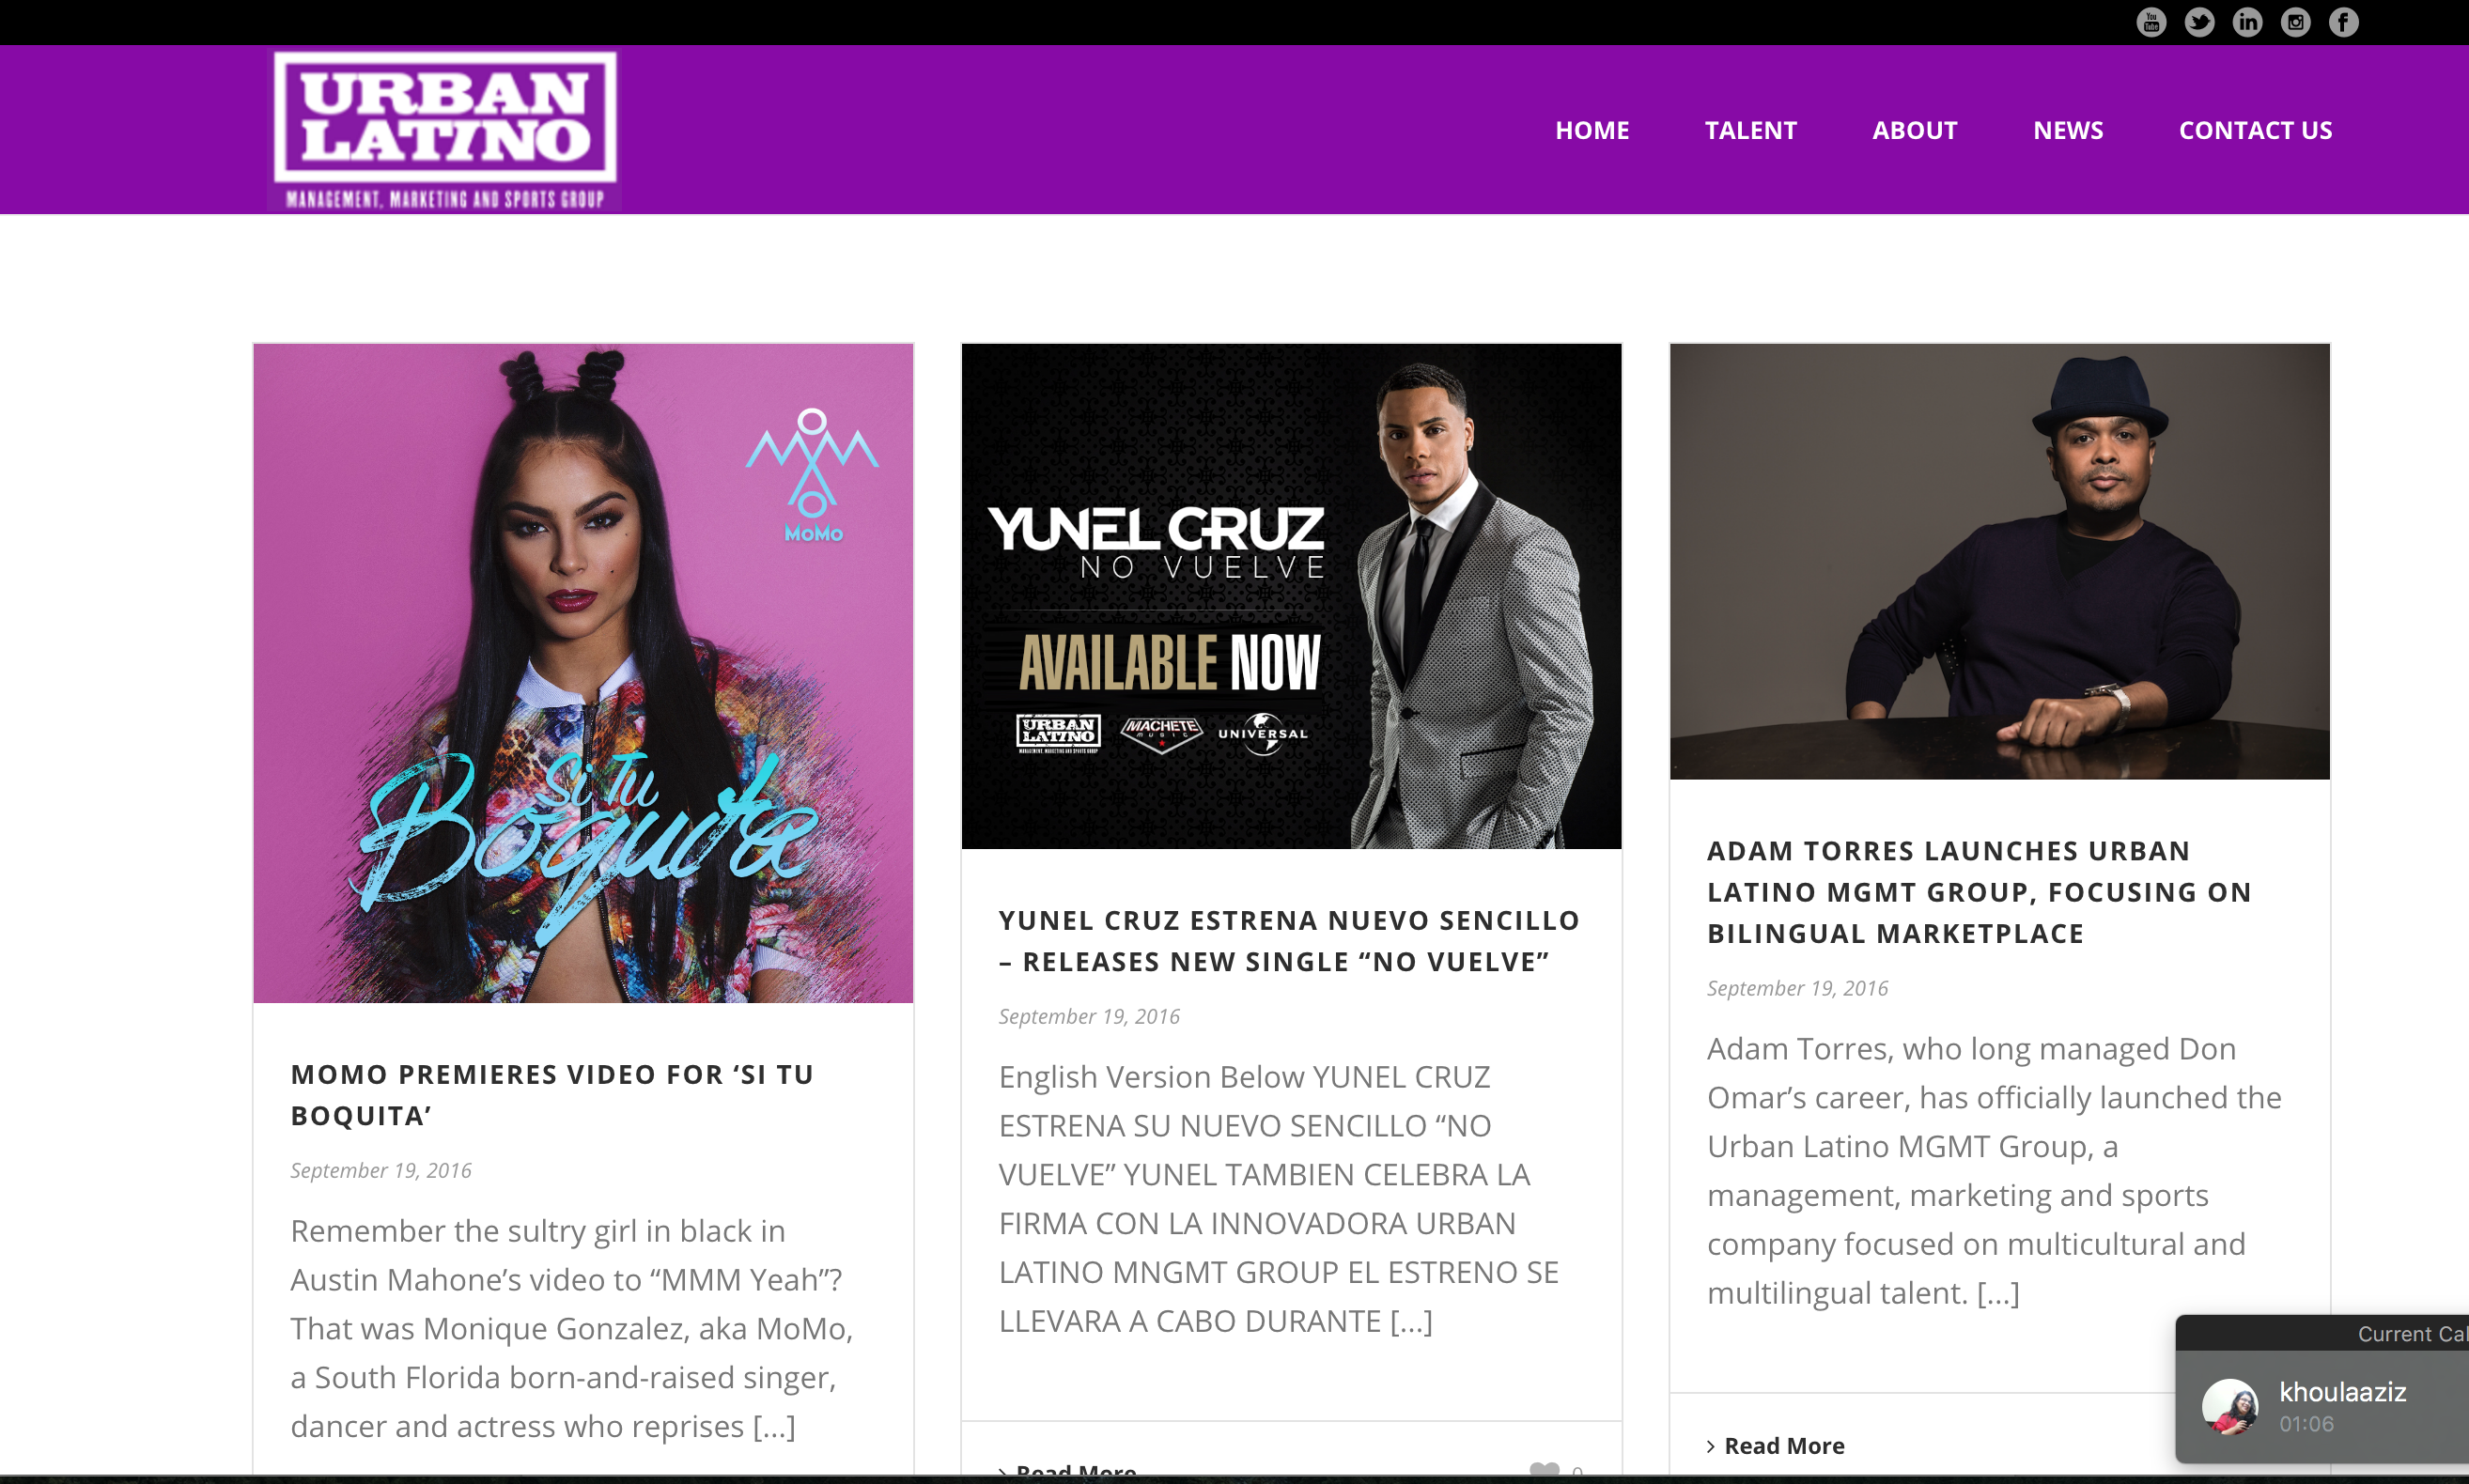 You
Tube
URBAN
LATINO
MANAGEMENT, MARKETING AND SPORTS GROUP
HOME TALENT ABOUT NEWS CONTACT US
MoMo
Si Tu
Boquita
MOMO PREMIERES VIDEO FOR ‘SI TU
BOQUITA’
September 19, 2016
Remember the sultry girl in black in
Austin Mahone’s video to “MMM Yeah”?
That was Monique Gonzalez, aka MoMo,
a South Florida born-and-raised singer,
dancer and actress who reprises [...]
YUNEL CRUZ
NO VUELVE
AVAILABLE NOW
URBAN
LATINO
MANAGEMENT, MARKETING AND SPORTS GROUP
MACHETE
MUSIC
UNIVERSAL
YUNEL CRUZ ESTRENA NUEVO SENCILLO
– RELEASES NEW SINGLE “NO VUELVE”
September 19, 2016
English Version Below YUNEL CRUZ
ESTRENA SU NUEVO SENCILLO “NO
VUELVE” YUNEL TAMBIEN CELEBRA LA
FIRMA CON LA INNOVADORA URBAN
LATINO MNGMT GROUP EL ESTRENO SE
LLEVARA A CABO DURANTE [...]
Read More 0
ADAM TORRES LAUNCHES URBAN
LATINO MGMT GROUP, FOCUSING ON
BILINGUAL MARKETPLACE
September 19, 2016
Adam Torres, who long managed Don
Omar’s career, has officially launched the
Urban Latino MGMT Group, a
management, marketing and sports
company focused on multicultural and
multilingual talent. [...]
Read More
Current Cal
khoulaaziz
01:06